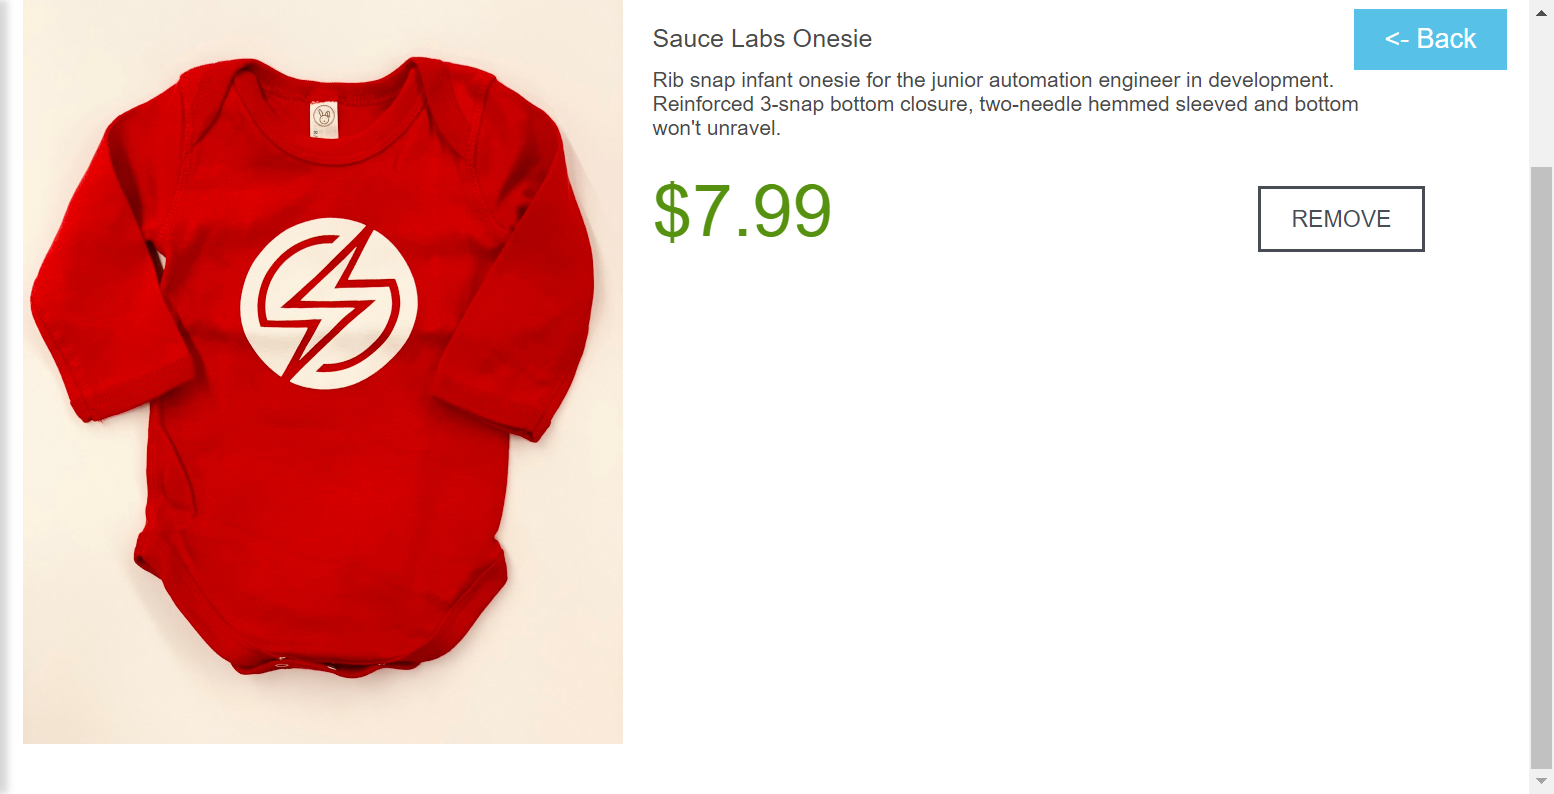 Sauce Labs Onesie
<- Back
Rib snap infant onesie for the junior automation engineer in development.
Reinforced 3-snap bottom closure, two-needle hemmed sleeved and bottom
won't unravel.
$7.99
REMOVE